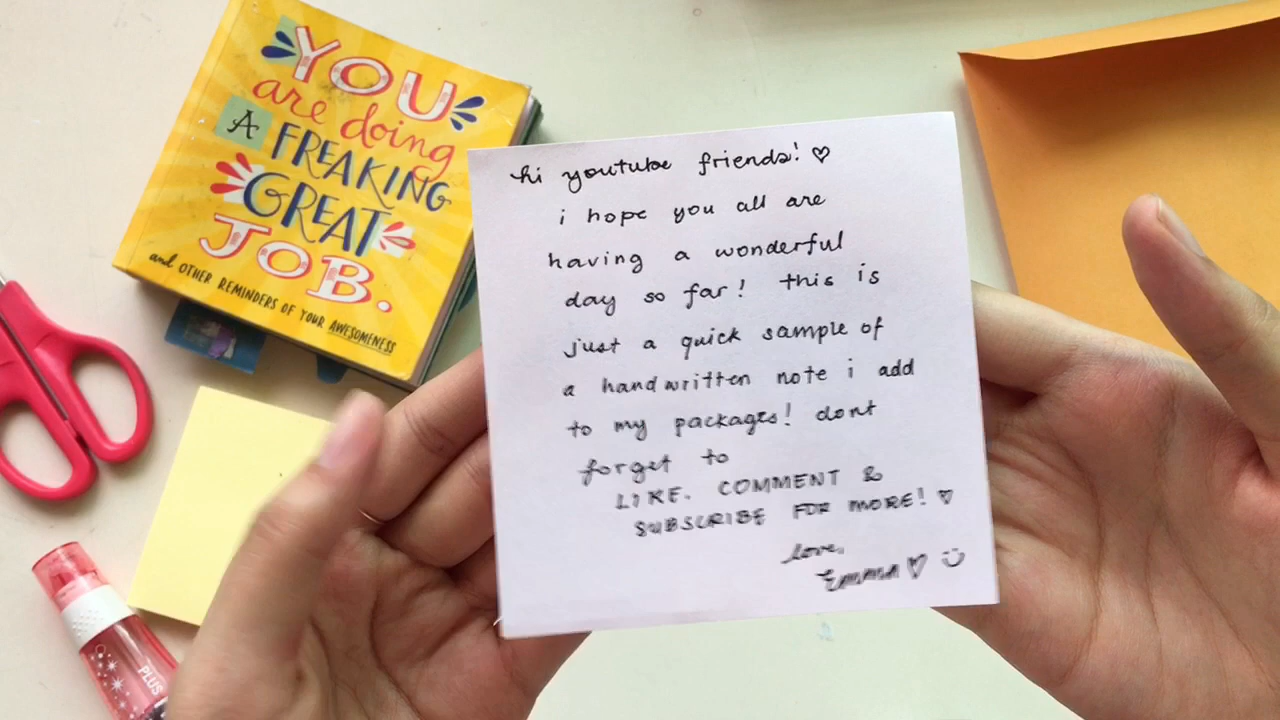 YOU
are doing
A FREAKING
GREAT
JOB.
and OTHER REMINDERS OF YOUR AWESOMENESS
hi youtube friends! ♡
i hope you all are
having a wonderful
day so far! this is
just a quick sample of
a handwritten note i add
to my packages! dont
forget to
LIKE, COMMENT &
SUBSCRIBE FOR MORE! ♡
love,
Emma ♡ :)
PLUS